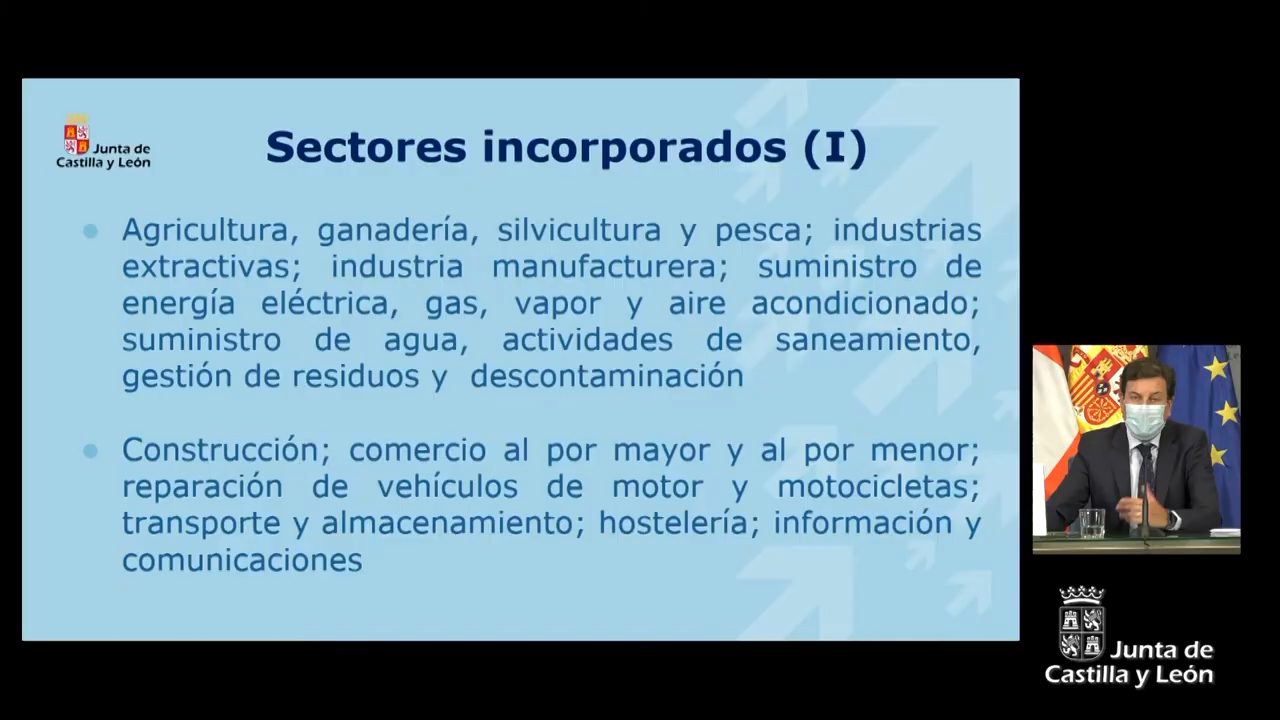 Junta de
Castilla y León
Sectores incorporados (I)
Agricultura, ganadería, silvicultura y pesca; industrias
extractivas; industria manufacturera; suministro de
energía eléctrica, gas, vapor y aire acondicionado;
suministro de agua, actividades de saneamiento,
gestión de residuos y descontaminación
Construcción; comercio al por mayor y al por menor;
reparación de vehículos de motor y motocicletas;
transporte y almacenamiento; hostelería; información y
comunicaciones
Junta de
Castilla y León